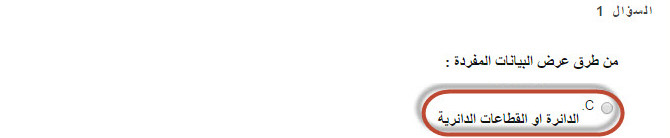 السؤال 1
من طرق عرض البيانات المفردة :
C.
الدائرة او القطاعات الدائرية